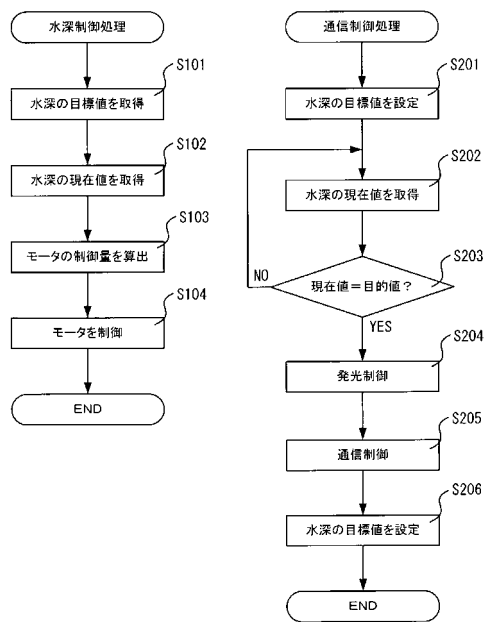 水深制御処理
S101
水深の目標値を取得
S102
水深の現在値を取得
S103
モータの制御量を算出
S104
モータを制御
END
通信制御処理
S201
水深の目標値を設定
S202
水深の現在値を取得
S203
現在値=目的値?
NO
YES
S204
発光制御
S205
通信制御
S206
水深の目標値を設定
END